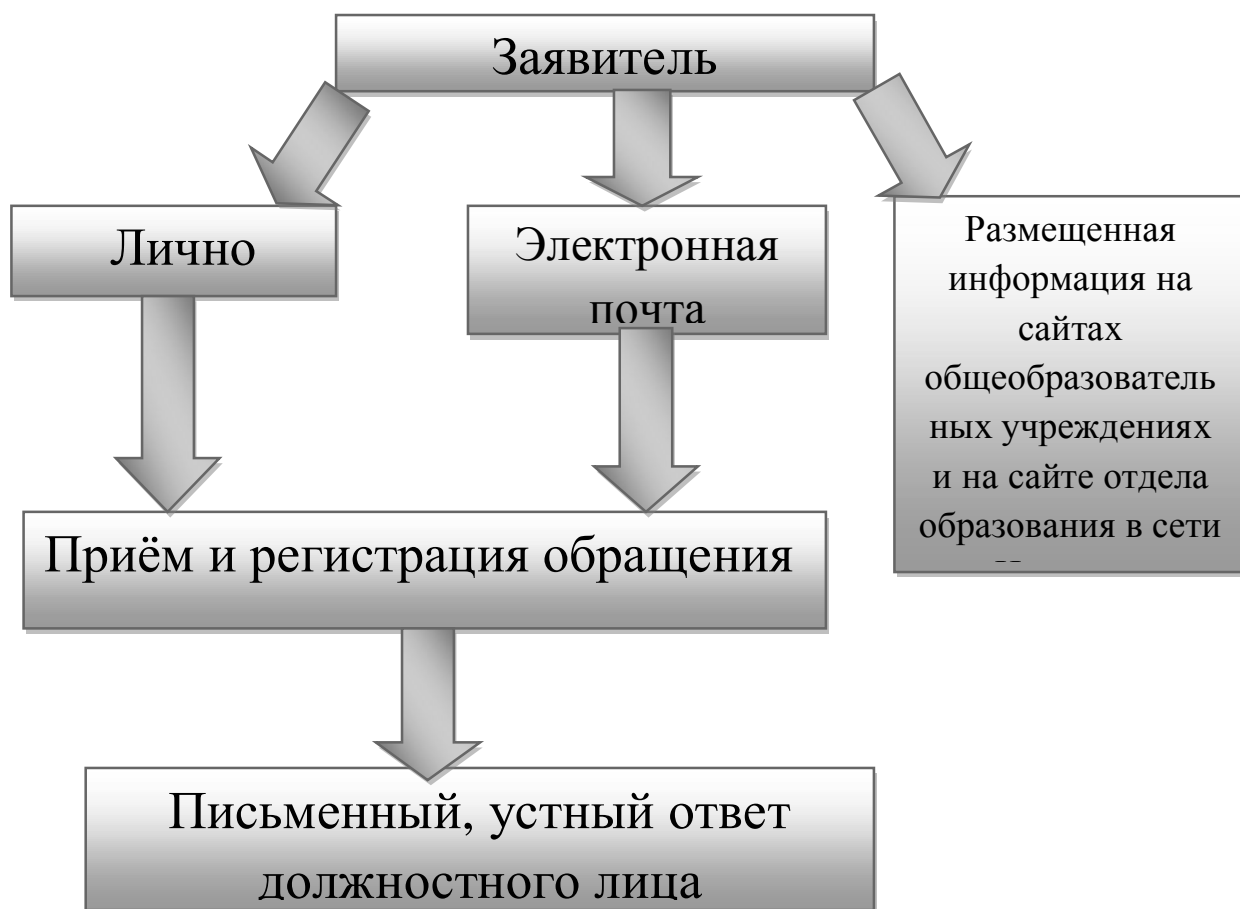 Заявитель
Лично
Электронная
почта
Размещенная
информация на
сайтах
общеобразователь
ных учреждениях
и на сайте отдела
образования в сети
Приём и регистрация обращения
Письменный, устный ответ
должностного лица